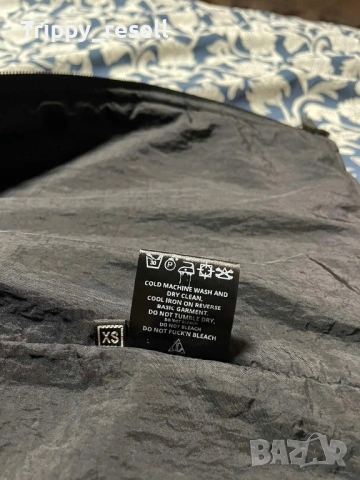 Trippy_resell
30
P
COLD MACHINE WASH AND
DRY CLEAN,
COOL IRON ON REVERSE
BASIC GARMENT.
DO NOT TUMBLE DRY,
DO NOT BLEACH
DO NOT FUCK'N BLEACH
XS
BAZAR